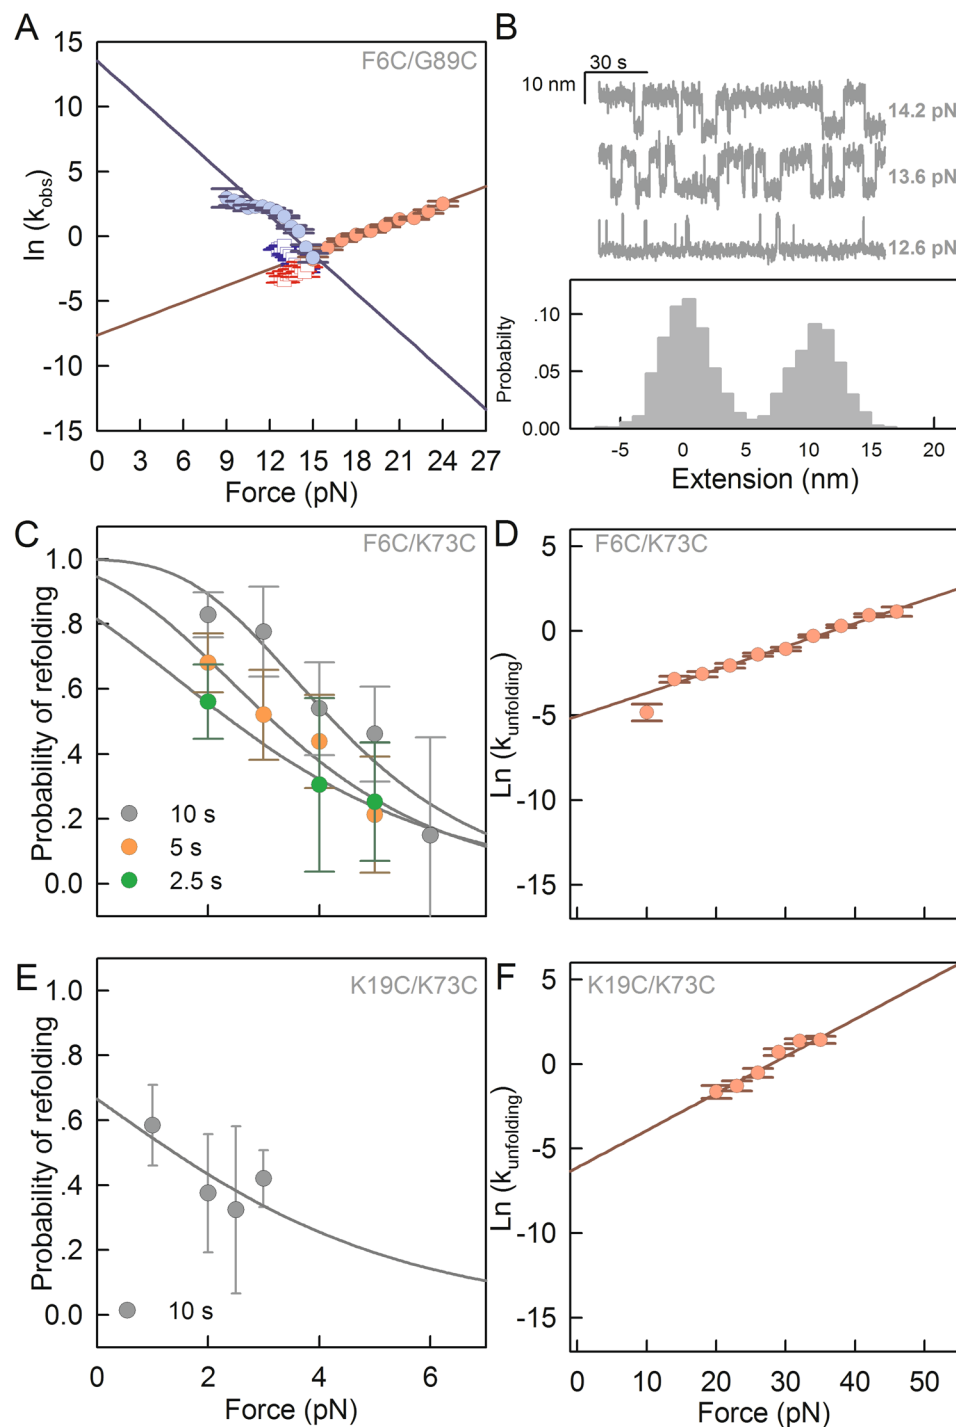 A
F6C/G89C
15
10
5
0
-5
-10
-15
ln (kobs)
0 3 6 9 12 15 18 21 24 27
Force (pN)
B
30 s
10 nm
14.2 pN
13.6 pN
12.6 pN
.10
.05
0.00
Probabilty
-5 0 5 10 15 20
Extension (nm)
C
F6C/K73C
1.0
.8
.6
.4
.2
0.0
Probability of refolding
10 s
5 s
2.5 s
D
F6C/K73C
5
0
-5
-10
-15
Ln (kunfolding)
E
K19C/K73C
1.0
.8
.6
.4
.2
0.0
Probability of refolding
10 s
0 2 4 6
Force (pN)
F
K19C/K73C
5
0
-5
-10
-15
Ln (kunfolding)
0 10 20 30 40 50
Force (pN)